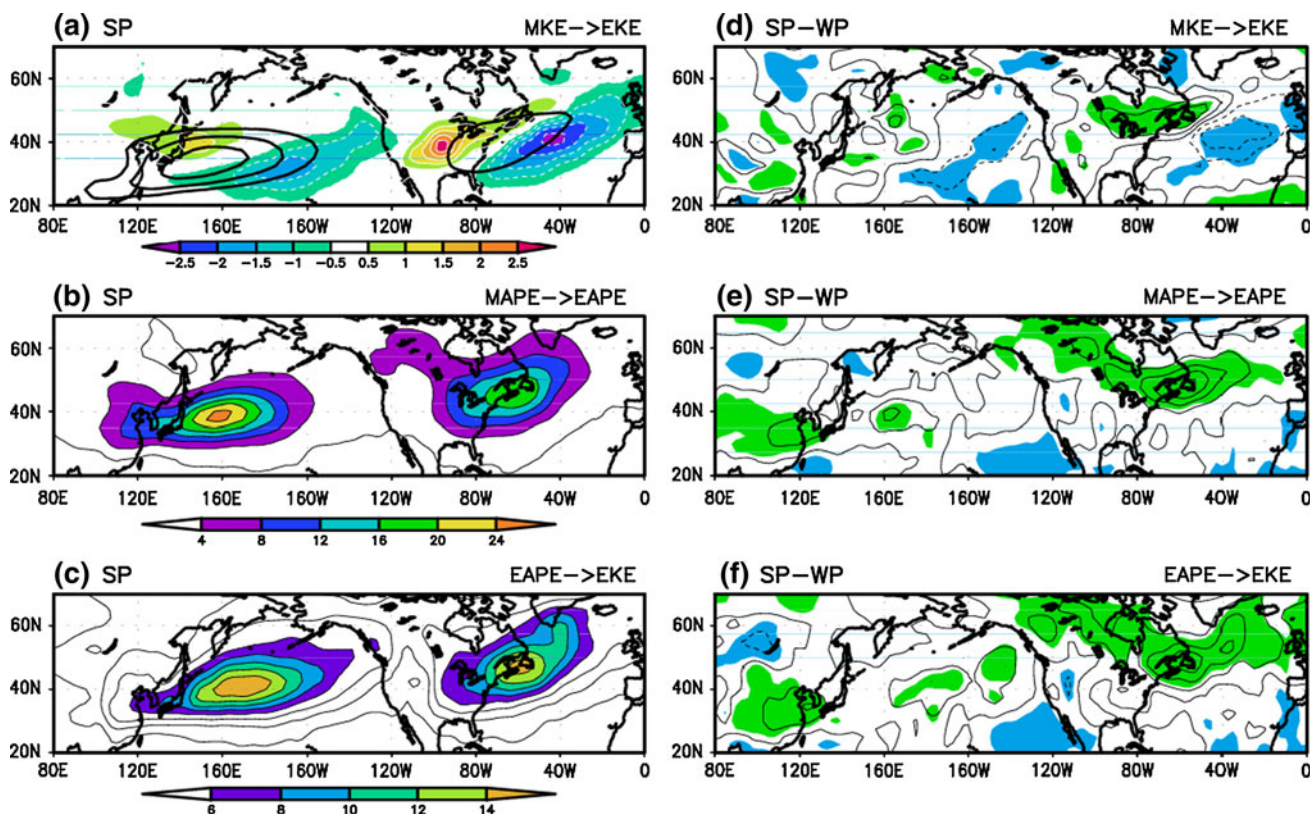 (a) SP MKE->EKE
60N
40N
20N
80E 120E 160E 160W 120W 80W 40W 0
-2.5 -2 -1.5 -1 -0.5 0.5 1 1.5 2 2.5
(d) SP-WP MKE->EKE
60N
40N
20N
80E 120E 160E 160W 120W 80W 40W 0
(b) SP MAPE->EAPE
60N
40N
20N
80E 120E 160E 160W 120W 80W 40W 0
4 8 12 16 20 24
(e) SP-WP MAPE->EAPE
60N
40N
20N
80E 120E 160E 160W 120W 80W 40W 0
(c) SP EAPE->EKE
60N
40N
20N
80E 120E 160E 160W 120W 80W 40W 0
6 8 10 12 14
(f) SP-WP EAPE->EKE
60N
40N
20N
80E 120E 160E 160W 120W 80W 40W 0